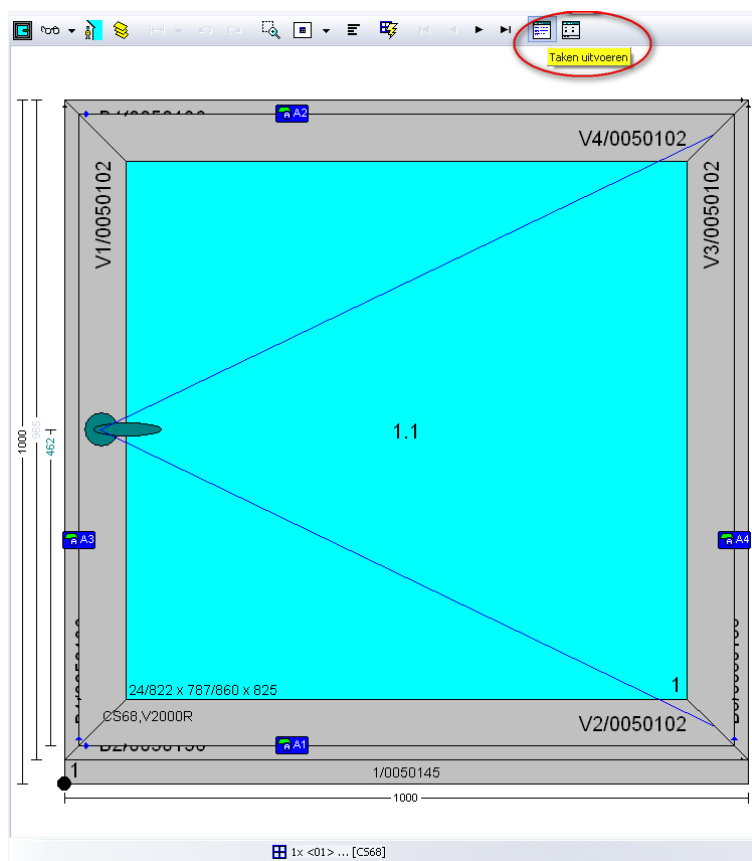 Taken uitvoeren
A2
V4/0050102
V1/0050102
V3/0050102
1000
965
462
1.1
A3
A4
24/822 x 787/860 x 825
1
CS68,V2000R
V2/0050102
A1
1
1/0050145
1000
1x <01> ... [CS68]